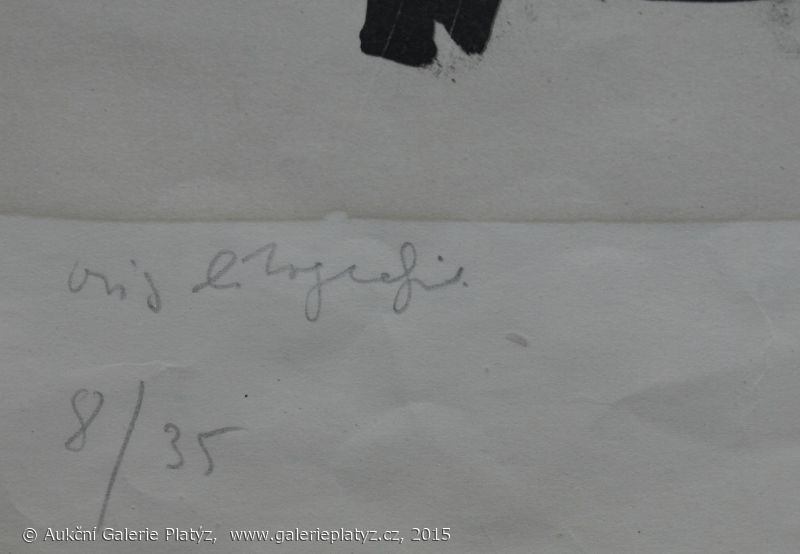 orig litografie.
8/35
© Aukční Galerie Platýz, www.galerieplatyz.cz, 2015